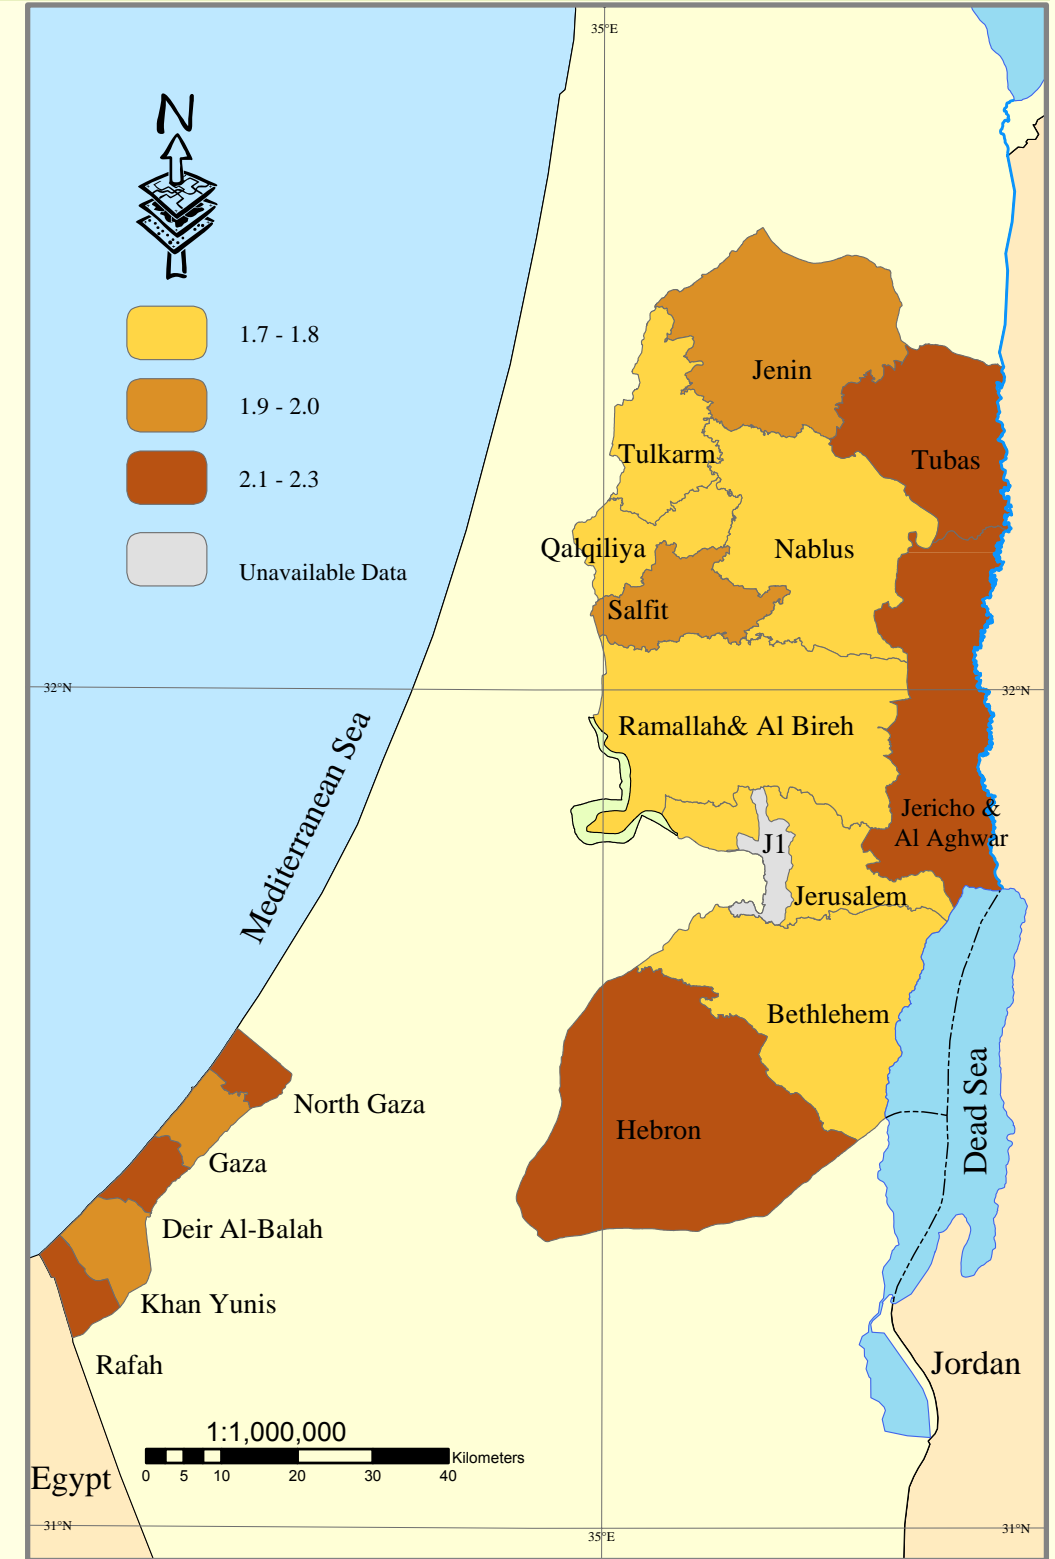 35°E
N
1.7 - 1.8
1.9 - 2.0
2.1 - 2.3
Unavailable Data
Jenin
Tubas
Tulkarm
Qalqiliya
Nablus
Salfit
32°N
32°N
Ramallah& Al Bireh
Mediterranean Sea
Jericho &
Al Aghwar
J1
Jerusalem
Bethlehem
Dead Sea
Hebron
North Gaza
Gaza
Deir Al-Balah
Khan Yunis
Rafah
Jordan
1:1,000,000
Kilometers
0 5 10 20 30 40
Egypt
31°N
35°E
31°N